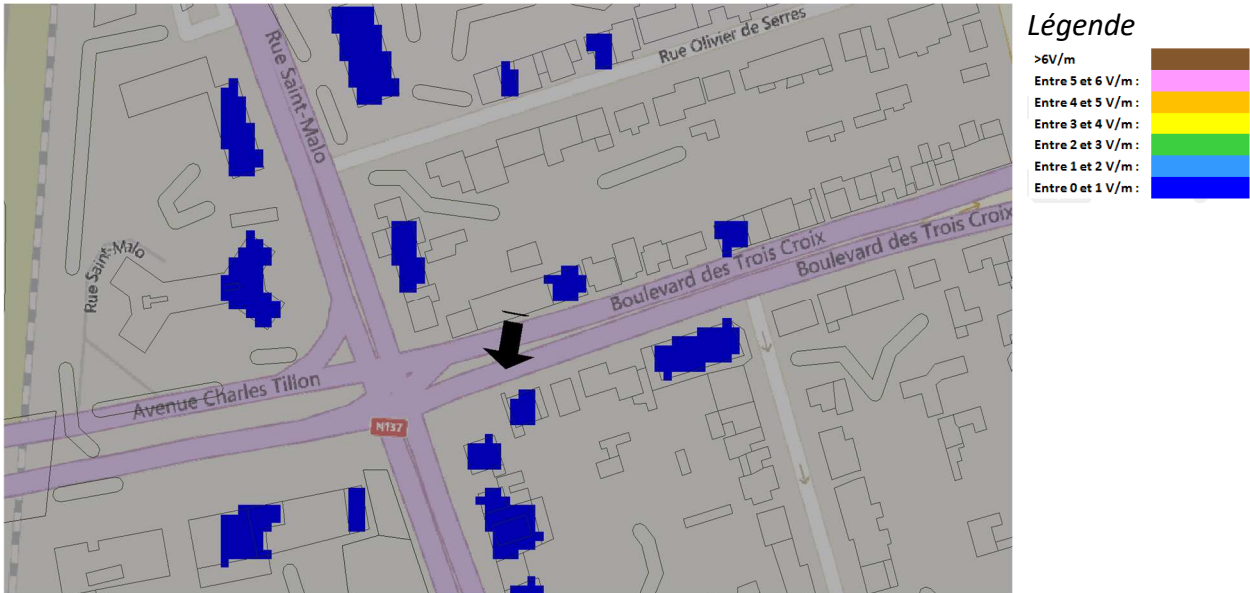 Légende
>6V/m
Entre 5 et 6 V/m :
Entre 4 et 5 V/m :
Entre 3 et 4 V/m :
Entre 2 et 3 V/m :
Entre 1 et 2 V/m :
Entre 0 et 1 V/m :
Rue Olivier de Serres
Rue Saint-Malo
Rue Saint-Malo
Boulevard des Trois Croix
Boulevard des Trois Croix
Avenue Charles Tillon
N137